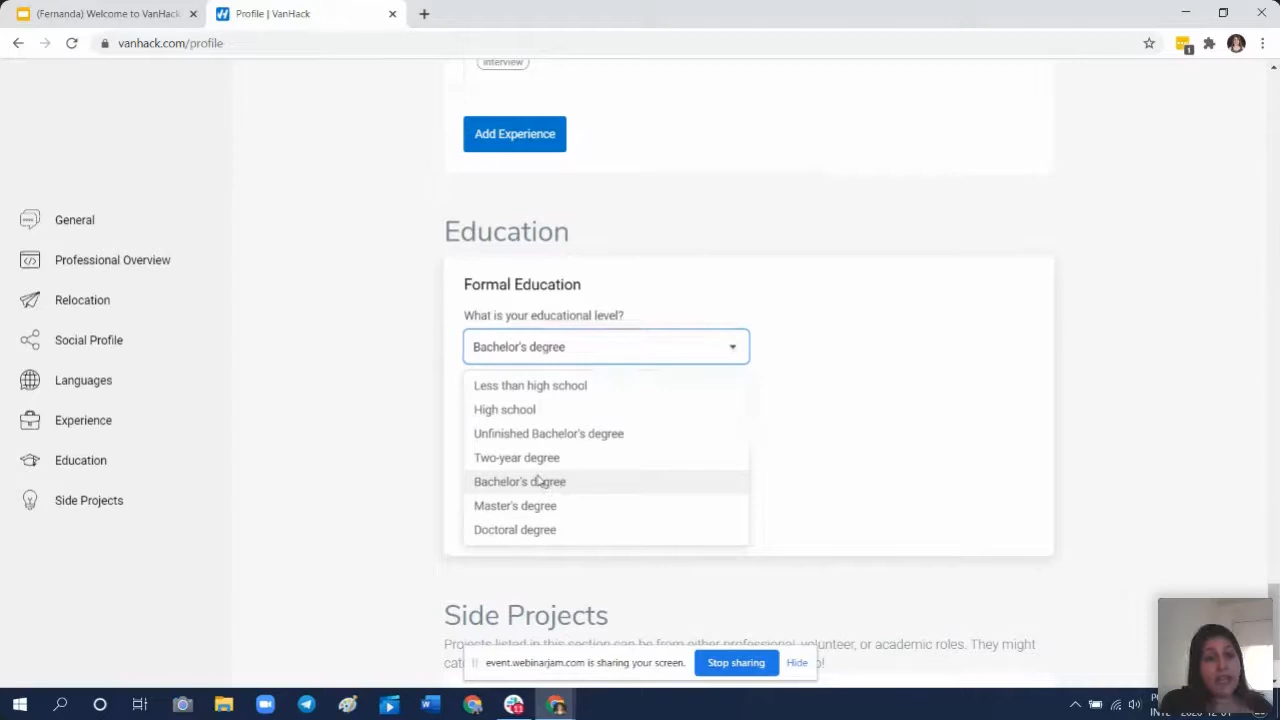 (Fernanda) Welcome to VanHack
Profile | VanHack
vanhack.com/profile
1
interview
Add Experience
General
Professional Overview
Relocation
Social Profile
Languages
Experience
Education
Side Projects
Education
Formal Education
What is your educational level?
Bachelor's degree
Less than high school
High school
Unfinished Bachelor's degree
Two-year degree
Bachelor's degree
Master's degree
Doctoral degree
Side Projects
Projects listed in this section can be from either professional, volunteer, or academic roles. They might
event.webinarjam.com is sharing your screen.
Stop sharing
Hide